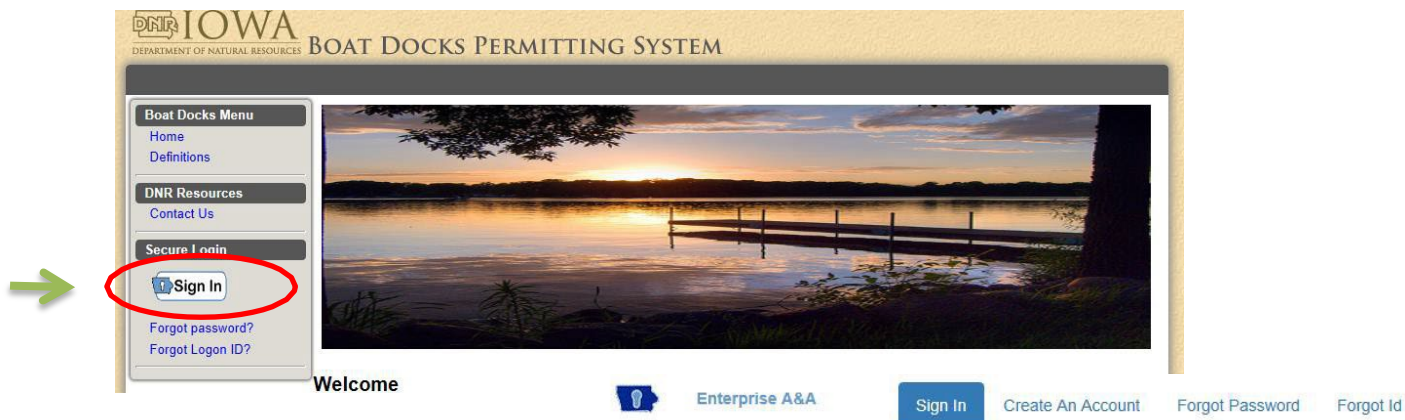 DNR IOWA
DEPARTMENT OF NATURAL RESOURCES BOAT DOCKS PERMITTING SYSTEM
Boat Docks Menu
Home
Definitions
DNR Resources
Contact Us
Secure Login
Sign In
Forgot password?
Forgot Logon ID?
Welcome
Enterprise A&A Sign In Create An Account Forgot Password Forgot Id